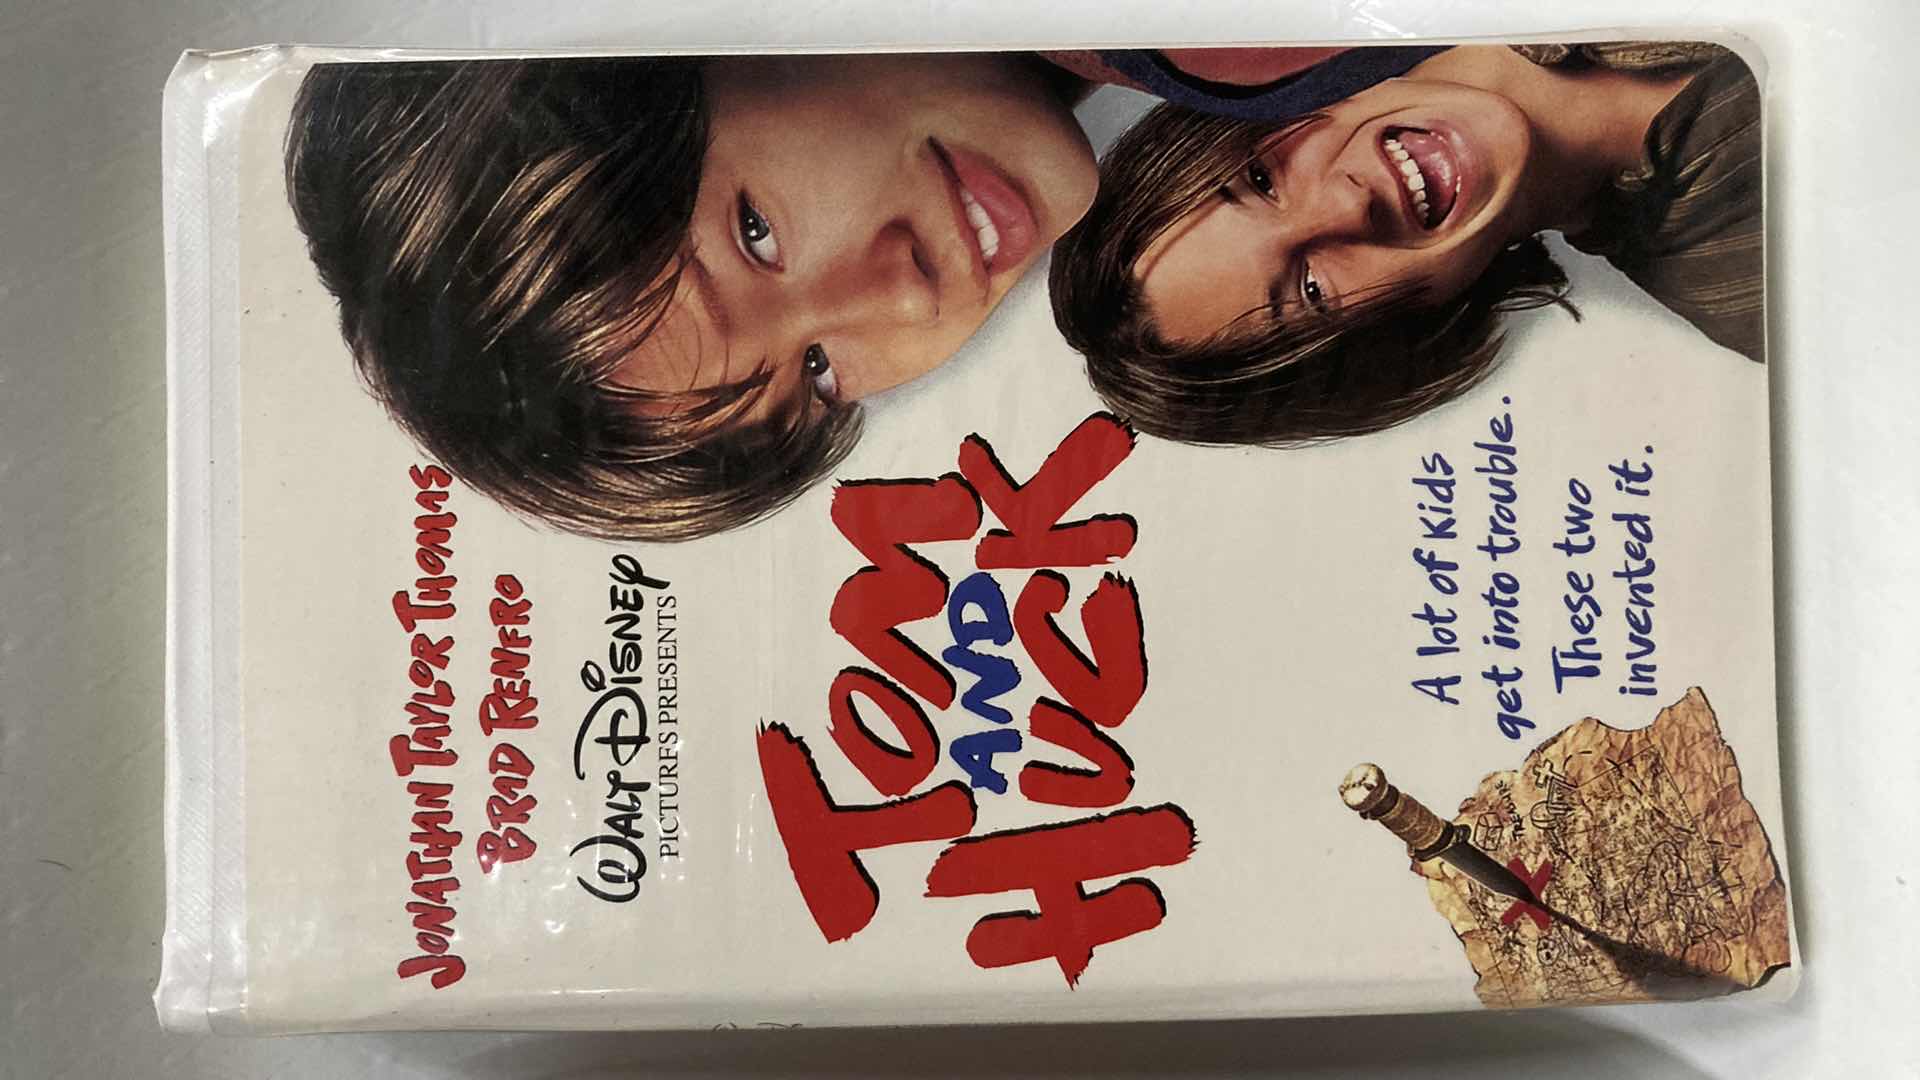 JONATHAN TAYLOR THOMAS
BRAD RENFRO
WALT DISNEY
PICTURES PRESENTS
TOM
AND
HUCK
A lot of kids
get into trouble.
These two
invented it.
TREASURE
X